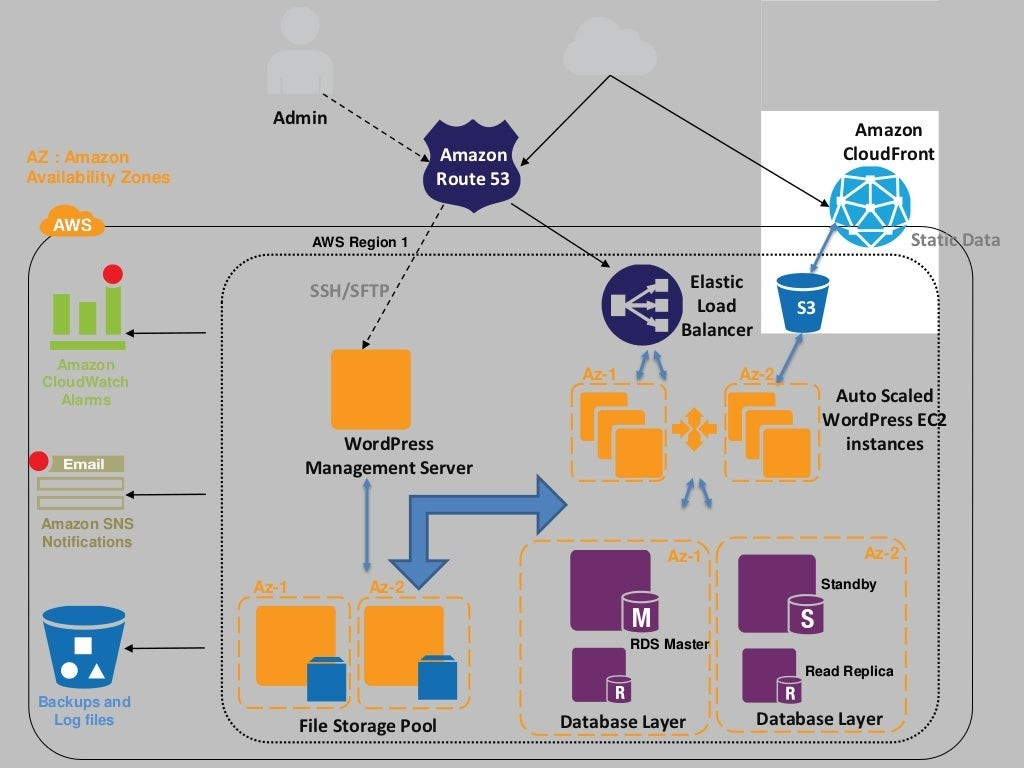 Admin
Amazon
Route 53
Amazon
CloudFront
AZ : Amazon
Availability Zones
AWS
AWS Region 1
Static Data
SSH/SFTP
Elastic
Load
Balancer
S3
Amazon
CloudWatch
Alarms
Az-1
Az-2
Auto Scaled
WordPress EC2
instances
WordPress
Management Server
Email
Amazon SNS
Notifications
Az-1
Az-2
Az-1
Az-2
M
RDS Master
R
Standby
S
Read Replica
R
Backups and
Log files
File Storage Pool
Database Layer
Database Layer